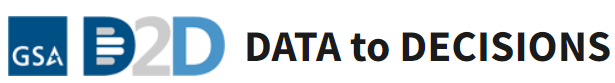 GSA D2D DATA to DECISIONS